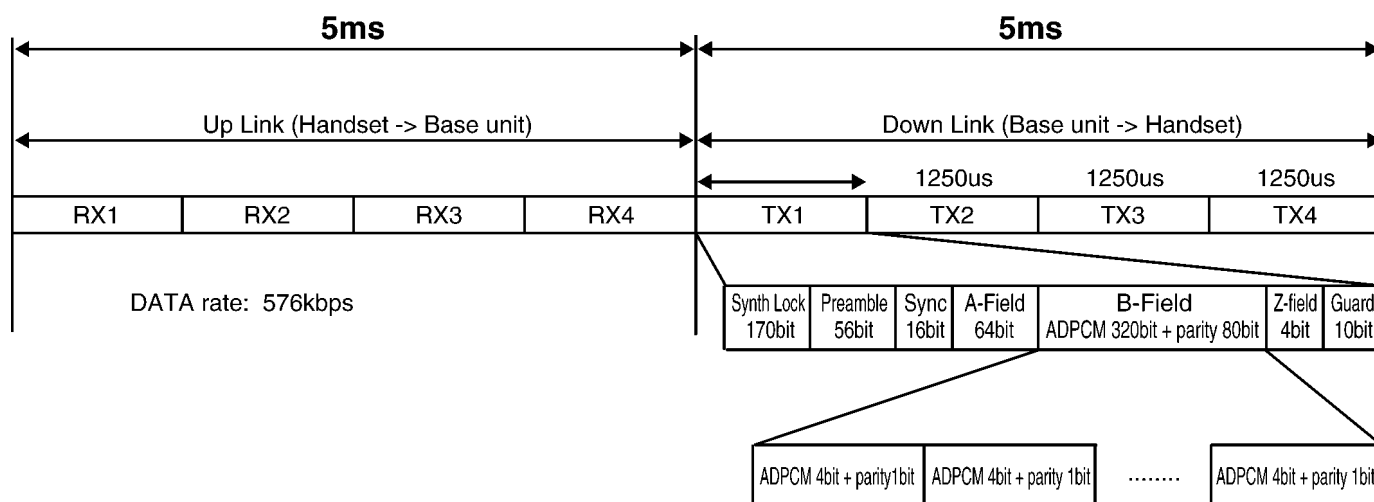 5ms 5ms
Up Link (Handset -> Base unit) Down Link (Base unit -> Handset)
1250us 1250us 1250us
RX1 RX2 RX3 RX4 TX1 TX2 TX3 TX4
DATA rate: 576kbps
Synth Lock Preamble Sync A-Field B-Field Z-field Guard
170bit 56bit 16bit 64bit ADPCM 320bit + parity 80bit 4bit 10bit
ADPCM 4bit + parity1bit ADPCM 4bit + parity 1bit ........ ADPCM 4bit + parity 1bit